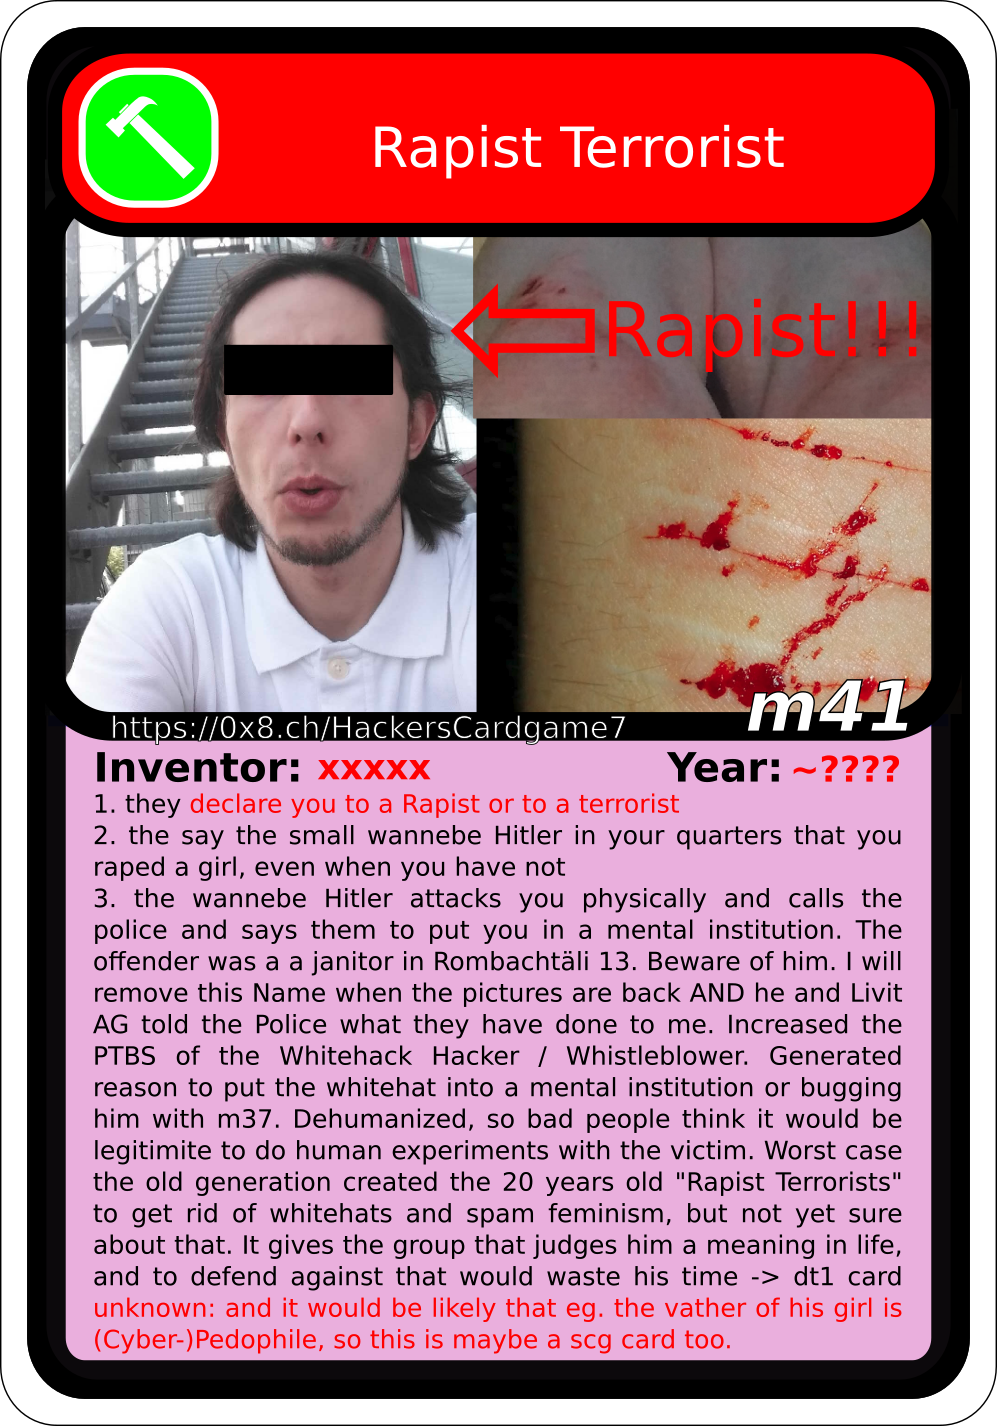 Rapist Terrorist
Rapist!!!
m41
https://0x8.ch/HackersCardgame7
Inventor: xxxxx Year: ~????
1. they declare you to a Rapist or to a terrorist
2. the say the small wannebe Hitler in your quarters that you
raped a girl, even when you have not
3. the wannebe Hitler attacks you physically and calls the
police and says them to put you in a mental institution. The
offender was a a janitor in Rombachtäli 13. Beware of him. I will
remove this Name when the pictures are back AND he and Livit
AG told the Police what they have done to me. Increased the
PTBS of the Whitehack Hacker / Whistleblower. Generated
reason to put the whitehat into a mental institution or bugging
him with m37. Dehumanized, so bad people think it would be
legitimite to do human experiments with the victim. Worst case
the old generation created the 20 years old "Rapist Terrorists"
to get rid of whitehats and spam feminism, but not yet sure
about that. It gives the group that judges him a meaning in life,
and to defend against that would waste his time -> dt1 card
unknown: and it would be likely that eg. the vather of his girl is
(Cyber-)Pedophile, so this is maybe a scg card too.